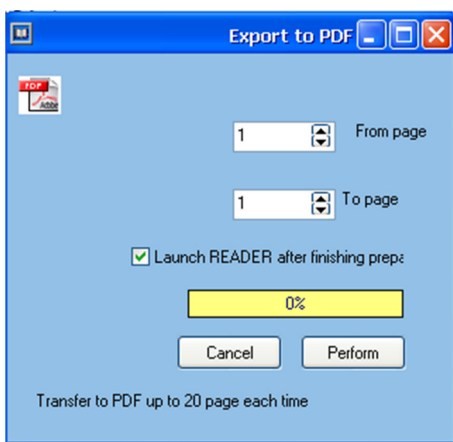 Export to PDF
PDF
Adobe
1 From page
1 To page
Launch READER after finishing prepa
0%
Cancel Perform
Transfer to PDF up to 20 page each time